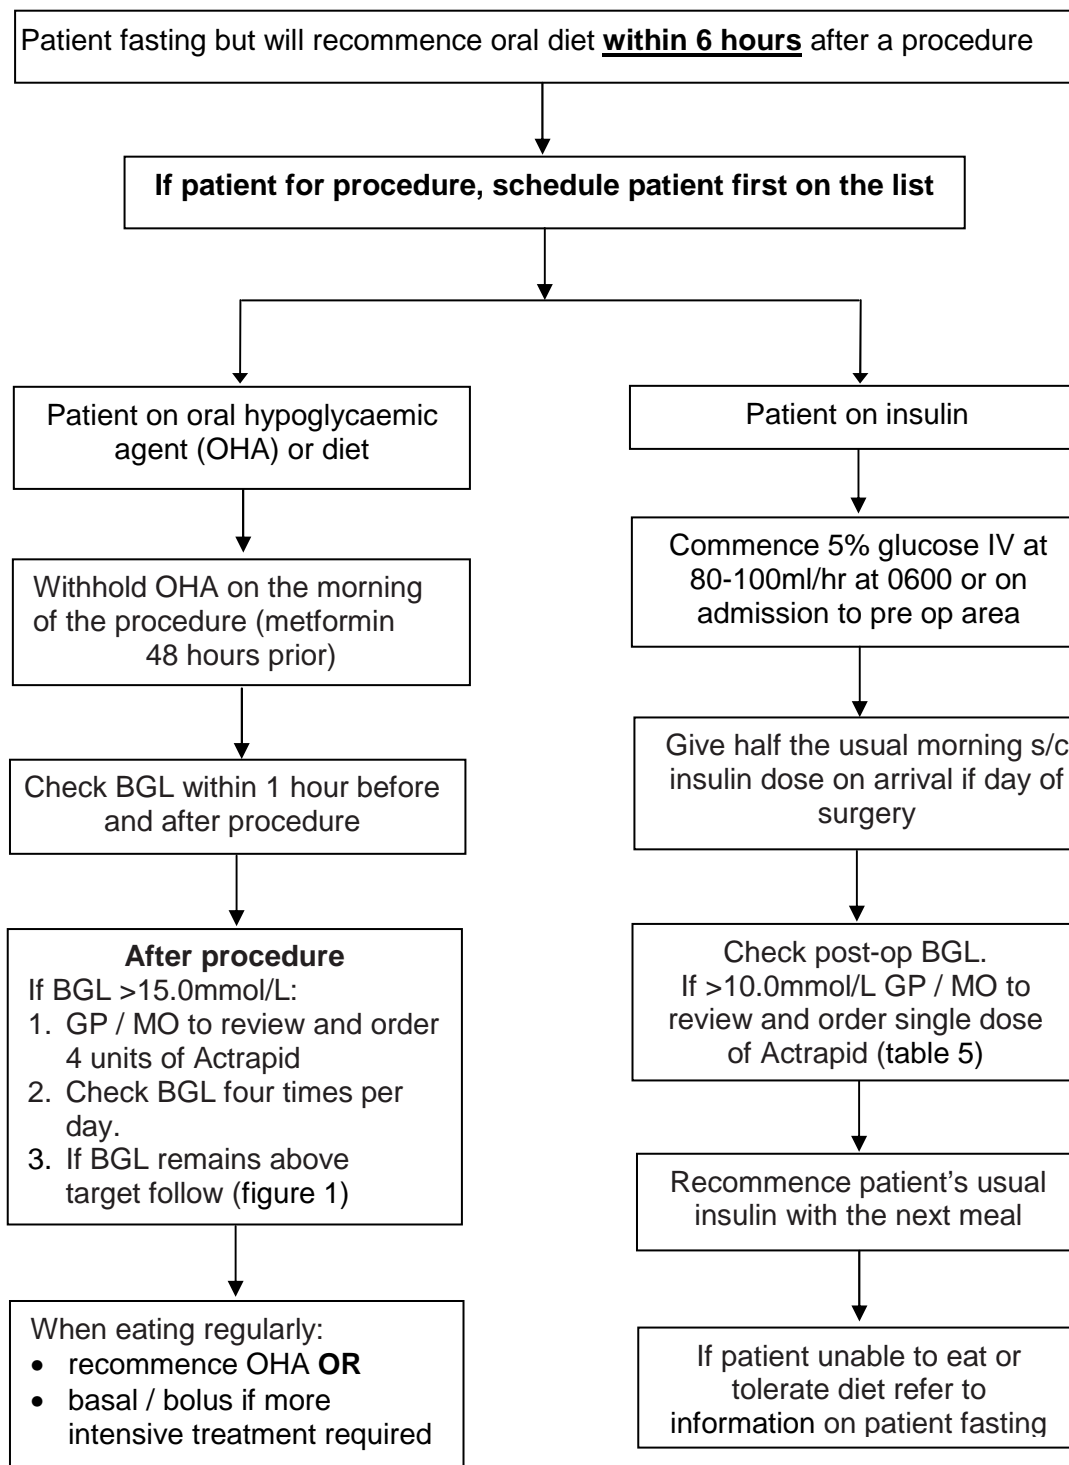 Patient fasting but will recommence oral diet within 6 hours after a procedure
If patient for procedure, schedule patient first on the list
Patient on oral hypoglycaemic
agent (OHA) or diet
Withhold OHA on the morning
of the procedure (metformin
48 hours prior)
Check BGL within 1 hour before
and after procedure
After procedure
If BGL >15.0mmol/L:
1. GP / MO to review and order
4 units of Actrapid
2. Check BGL four times per
day.
3. If BGL remains above
target follow (figure 1)
When eating regularly:
• recommence OHA OR
• basal / bolus if more
intensive treatment required
Patient on insulin
Commence 5% glucose IV at
80-100ml/hr at 0600 or on
admission to pre op area
Give half the usual morning s/c
insulin dose on arrival if day of
surgery
Check post-op BGL.
If >10.0mmol/L GP / MO to
review and order single dose
of Actrapid (table 5)
Recommence patient's usual
insulin with the next meal
If patient unable to eat or
tolerate diet refer to
information on patient fasting